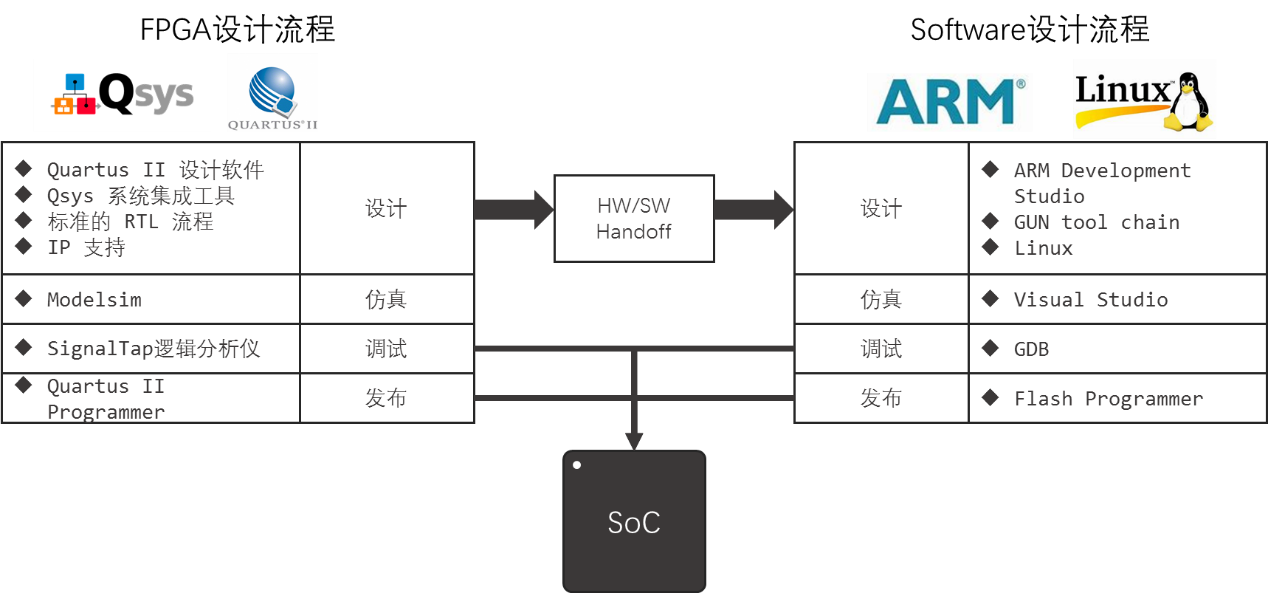 FPGA设计流程
Software设计流程
Qsys
QUARTUS® II
ARM®
Linux™
◆ Quartus II 设计软件
◆ Qsys 系统集成工具
◆ 标准的 RTL 流程
◆ IP 支持
设计
HW/SW
Handoff
设计
◆ ARM Development
Studio
◆ GUN tool chain
◆ Linux
◆ Modelsim
仿真
仿真
◆ Visual Studio
◆ SignalTap逻辑分析仪
调试
调试
◆ GDB
◆ Quartus II
Programmer
发布
发布
◆ Flash Programmer
SoC